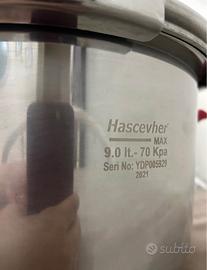 Hascevher
MAX
9.0 lt.- 70 Kpa
Seri No: YDP005929
2021
subito